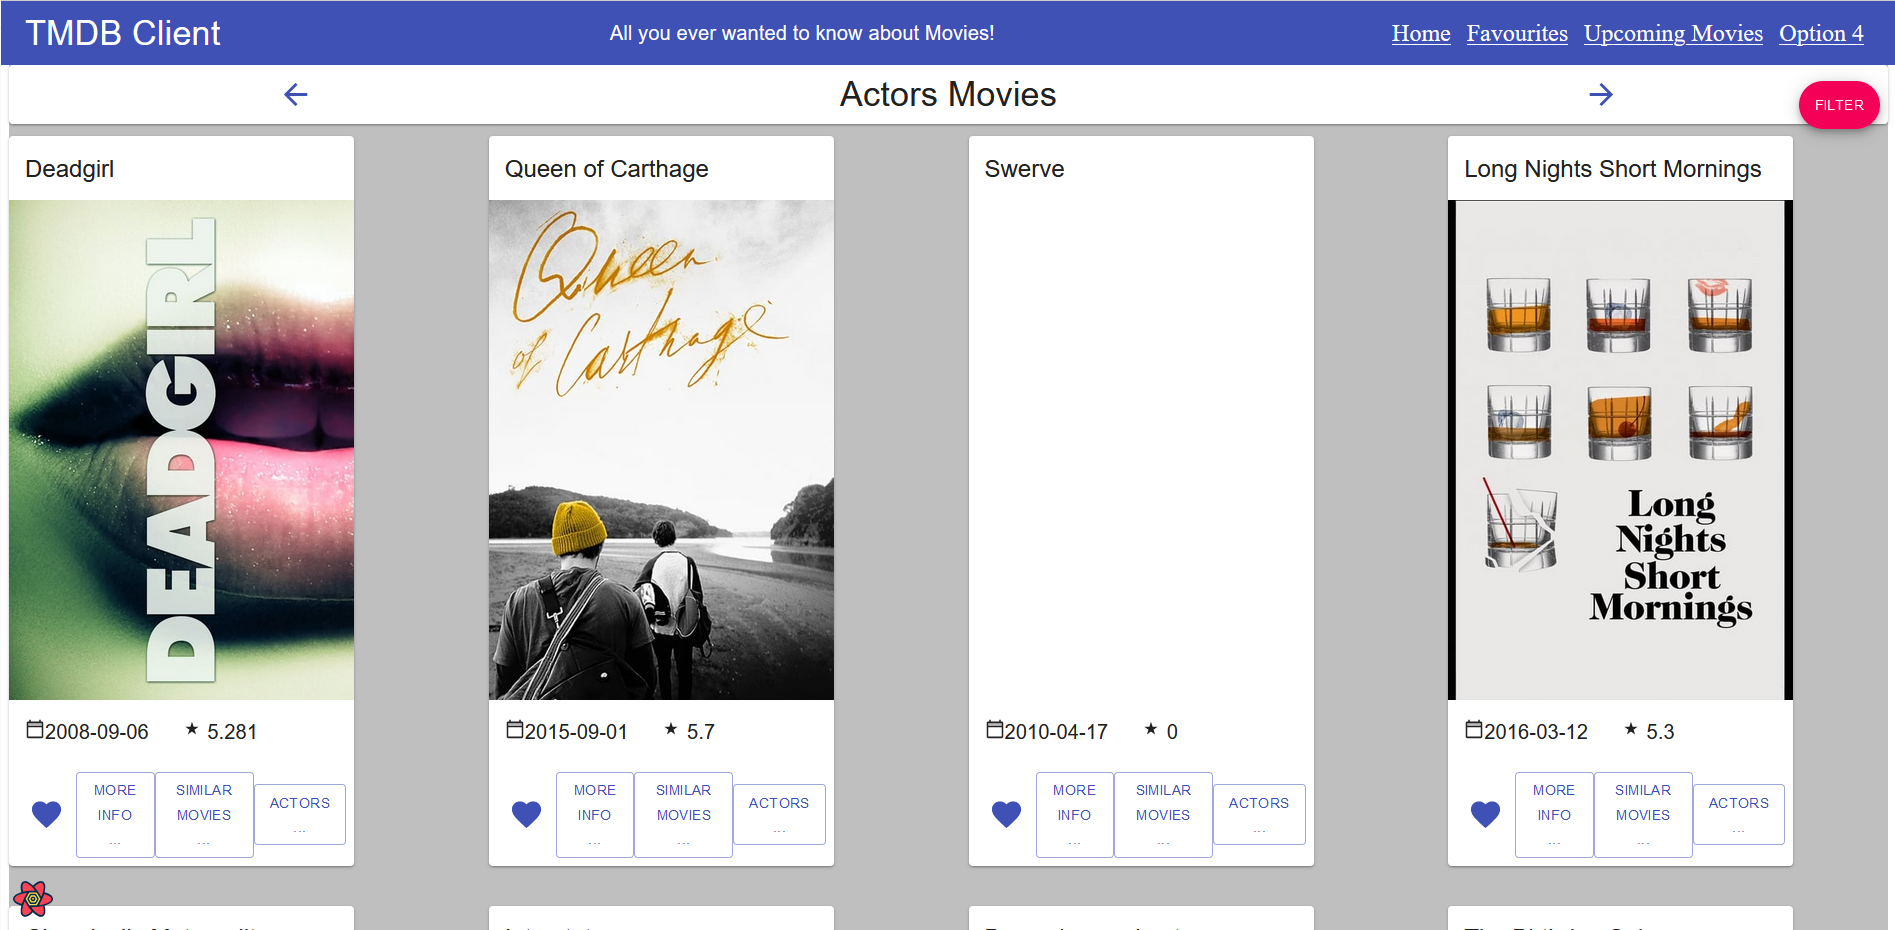 TMDB Client
All you ever wanted to know about Movies!
Home Favourites Upcoming Movies Option 4
Actors Movies
FILTER
Deadgirl
DEADGIRL
2008-09-06 ★ 5.281
MORE INFO ...
SIMILAR MOVIES ...
ACTORS ...
Queen of Carthage
Queen
of Carthage
2015-09-01 ★ 5.7
MORE INFO ...
SIMILAR MOVIES ...
ACTORS ...
Swerve
2010-04-17 ★ 0
MORE INFO ...
SIMILAR MOVIES ...
ACTORS ...
Long Nights Short Mornings
Long
Nights
Short
Mornings
2016-03-12 ★ 5.3
MORE INFO ...
SIMILAR MOVIES ...
ACTORS ...